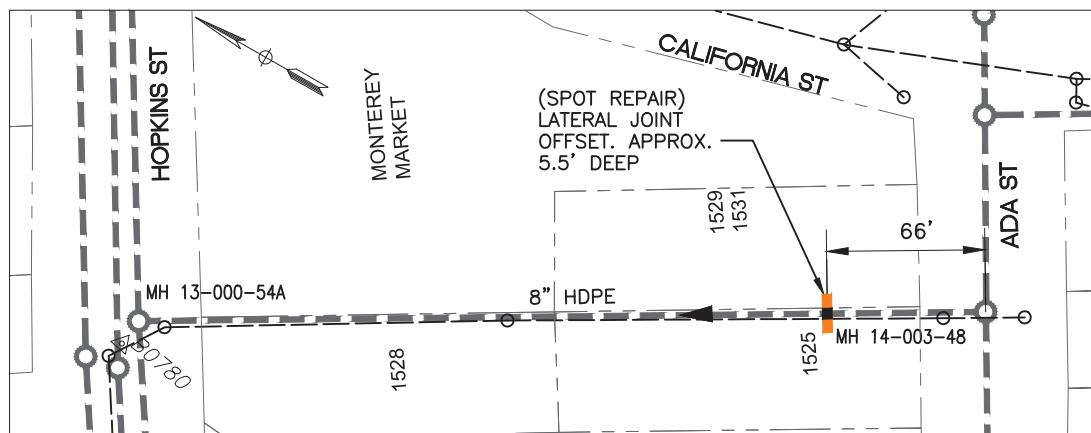 HOPKINS ST
MONTEREY
MARKET
CALIFORNIA ST
(SPOT REPAIR)
LATERAL JOINT
OFFSET. APPROX.
5.5' DEEP
1529
1531
66'
ADA ST
MH 13-000-54A
8" HDPE
MH 14-003-48
1528
1525